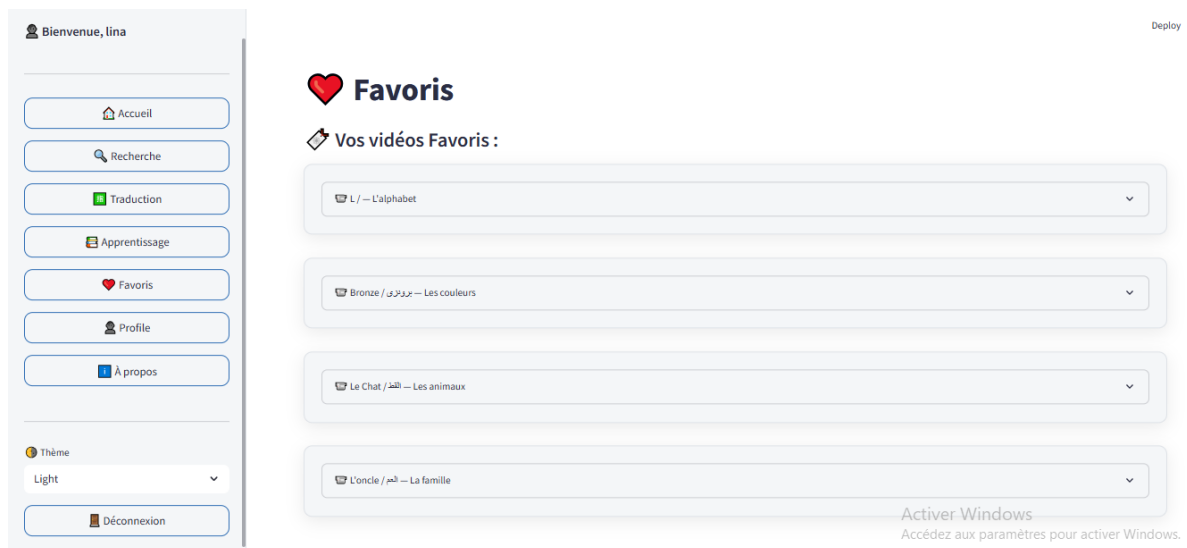 Bienvenue, lina
Accueil
Recherche
Traduction
Apprentissage
Favoris
Profile
À propos
Thème
Light
Déconnexion
Deploy
Favoris
Vos vidéos Favoris :
L / — L'alphabet
Bronze / برونزي — Les couleurs
Le Chat / القط — Les animaux
L'oncle / العم — La famille
Activer Windows
Accédez aux paramètres pour activer Windows.